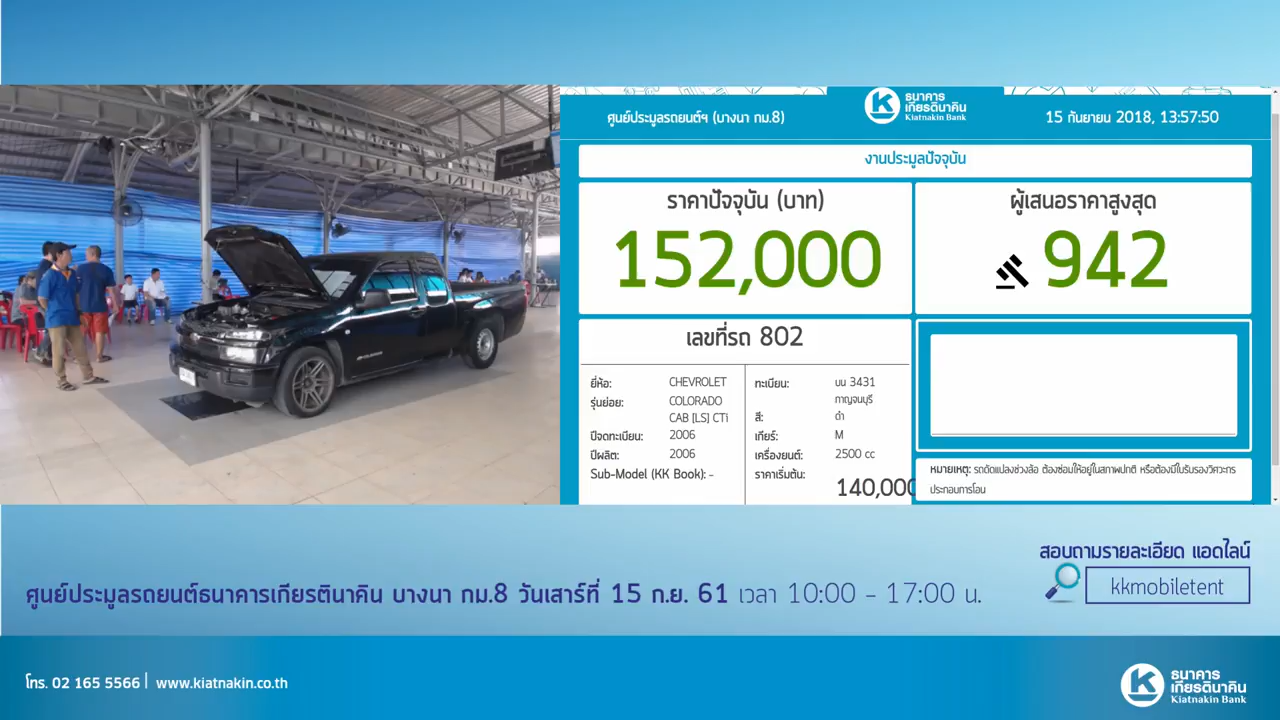 ศูนย์ประมูลรถยนต์ฯ (บางนา กม.8)
ธนาคาร
เกียรตินาคิน
Kiatnakin Bank
15 กันยายน 2018, 13:57:50
งานประมูลปัจจุบัน
ราคาปัจจุบัน (บาท)
152,000
ผู้เสนอราคาสูงสุด
942
เลขที่รถ 802
ยี่ห้อ: CHEVROLET
รุ่นย่อย: COLORADO
CAB [LS] CTi
ปีจดทะเบียน: 2006
ปีผลิต: 2006
Sub-Model (KK Book): -
ทะเบียน: บน 3431
กาญจนบุรี
สี: ดำ
เกียร์: M
เครื่องยนต์: 2500 cc
ราคาเริ่มต้น: 140,000
หมายเหตุ: รถดัดแปลงช่วงล้อ ต้องซ่อมให้อยู่ในสภาพปกติ หรือต้องมีใบรับรองวิศวะกร
ประกอบการโอน
สอบถามรายละเอียด แอดไลน์
kkmobiletent
ศูนย์ประมูลรถยนต์ธนาคารเกียรตินาคิน บางนา กม.8 วันเสาร์ที่ 15 ก.ย. 61 เวลา 10:00 - 17:00 น.
โทร. 02 165 5566 | www.kiatnakin.co.th
ธนาคาร
เกียรตินาคิน
Kiatnakin Bank